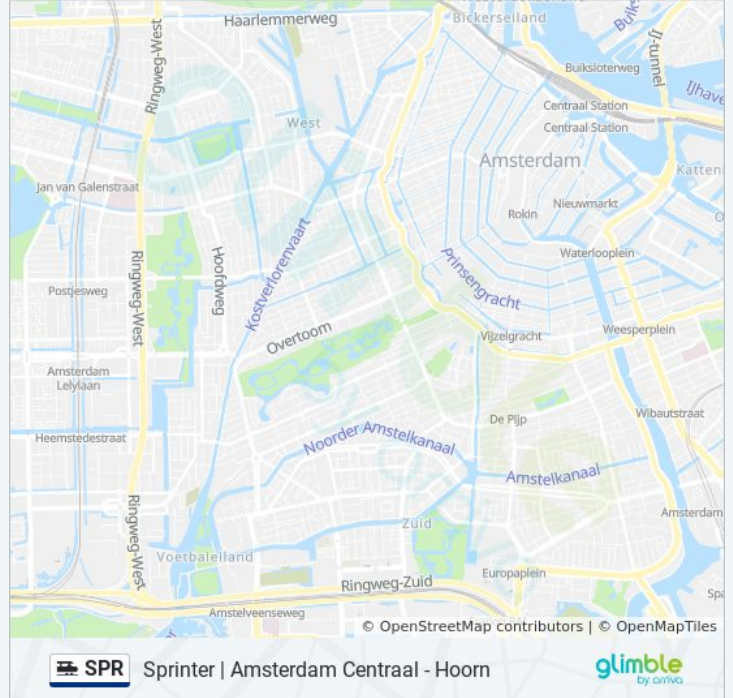 Haarlemmerweg
Bickerseiland
Ringweg-West
IJ-tunnel
Buiksloterweg
IJhave
Centraal Station
Centraal Station
West
Amsterdam
Katten
Jan van Galenstraat
Nieuwmarkt
Rokin
Kostverlorenvaart
Hoofdweg
Waterlooplein
Prinsengracht
Ringweg-West
Postjesweg
Overtoom
Vijzelgracht
Weesperplein
Amsterdam
Lelylaan
Wibautstraat
De Pijp
Heemstedestraat
Noorder Amstelkanaal
Amstelkanaal
Ringweg-West
Amsterdam
Zuid
Voetbaleiland
Europaplein
Ringweg-Zuid
Spa
Amstelveenseweg
© OpenStreetMap contributors | © OpenMapTiles
SPR Sprinter | Amsterdam Centraal - Hoorn
glimble
by arriva